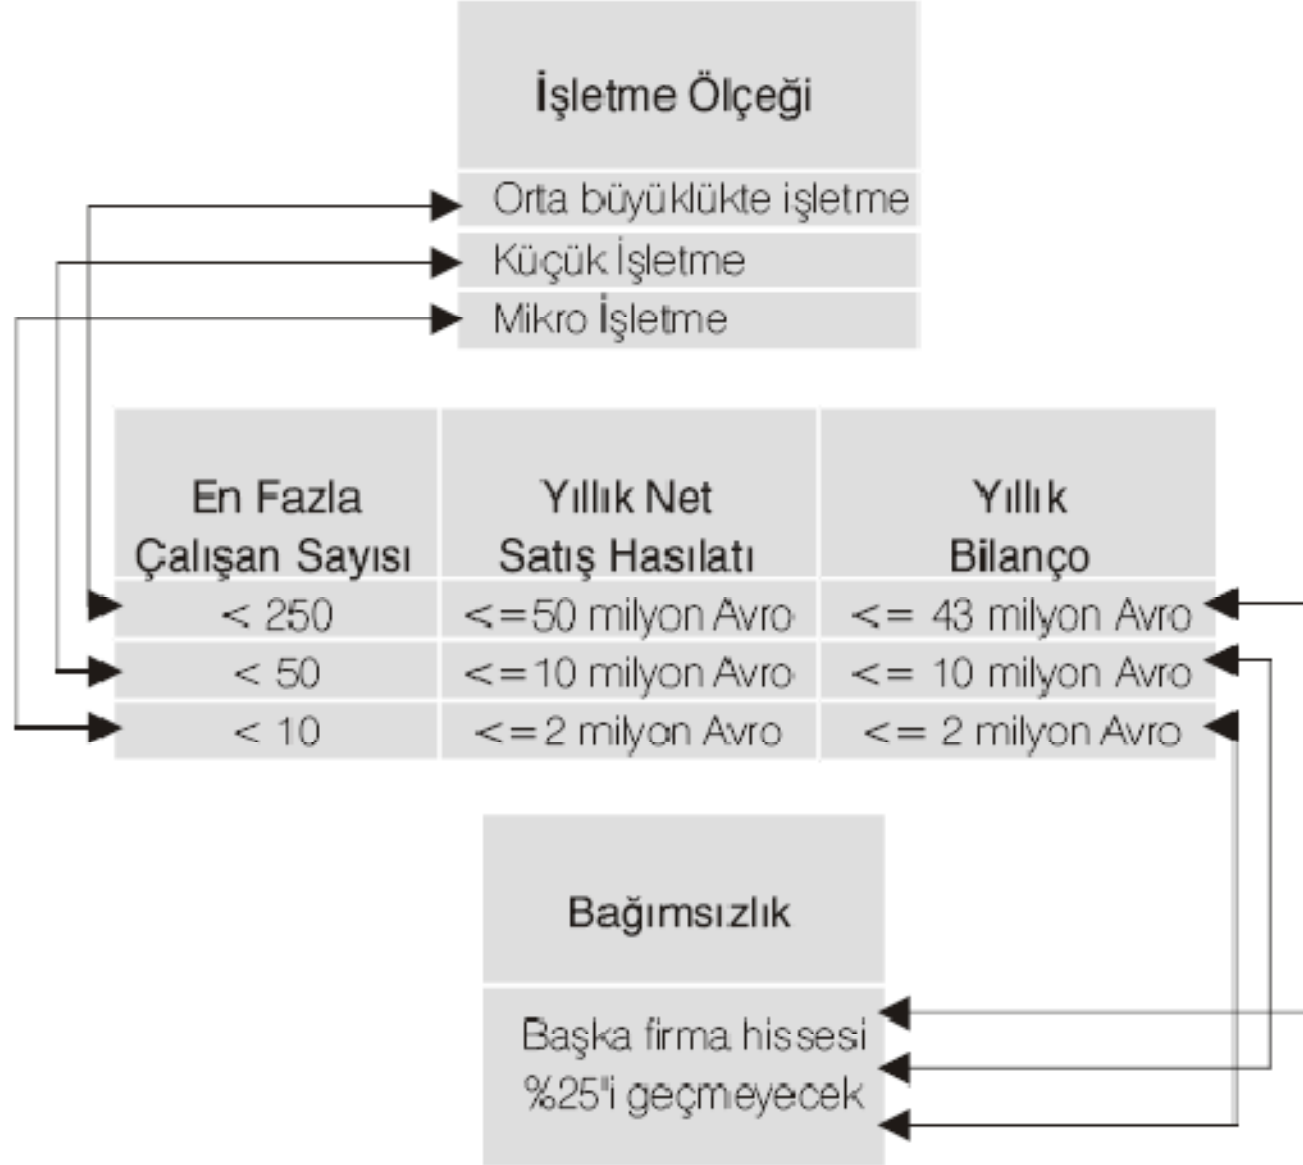 İşletme Ölçeği
Orta büyüklükte işletme
Küçük İşletme
Mikro İşletme
En Fazla Çalışan Sayısı
Yıllık Net Satış Hasılatı
Yıllık Bilanço
< 250 <=50 milyon Avro <= 43 milyon Avro
< 50 <=10 milyon Avro <= 10 milyon Avro
< 10 <=2 milyon Avro <= 2 milyon Avro
Bağımsızlık
Başka firma hissesi
%25"i geçmeyecek